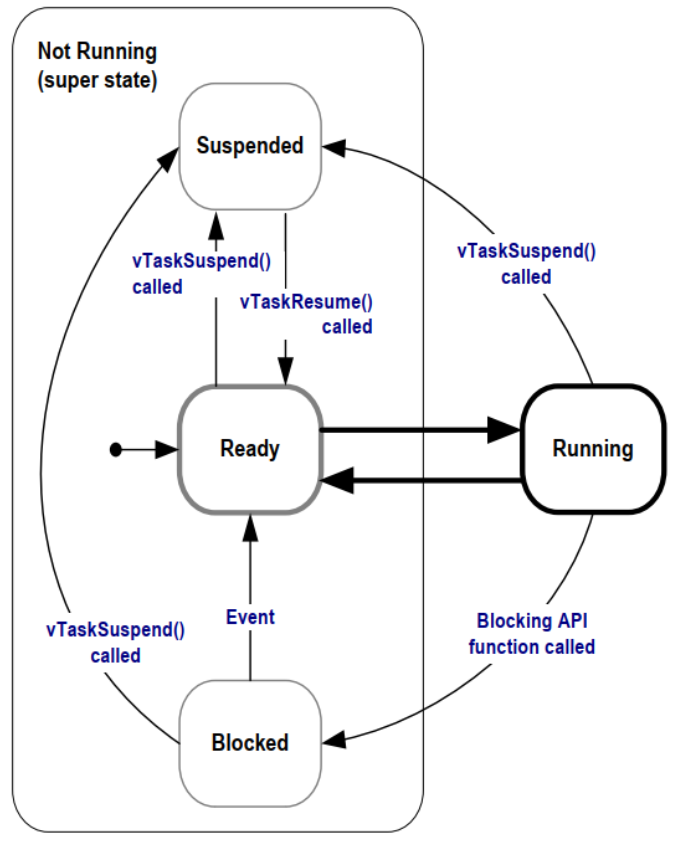 Not Running
(super state)
Suspended
vTaskSuspend()
called
vTaskSuspend()
called
vTaskResume()
called
Ready
Running
Event
vTaskSuspend()
called
Blocking API
function called
Blocked